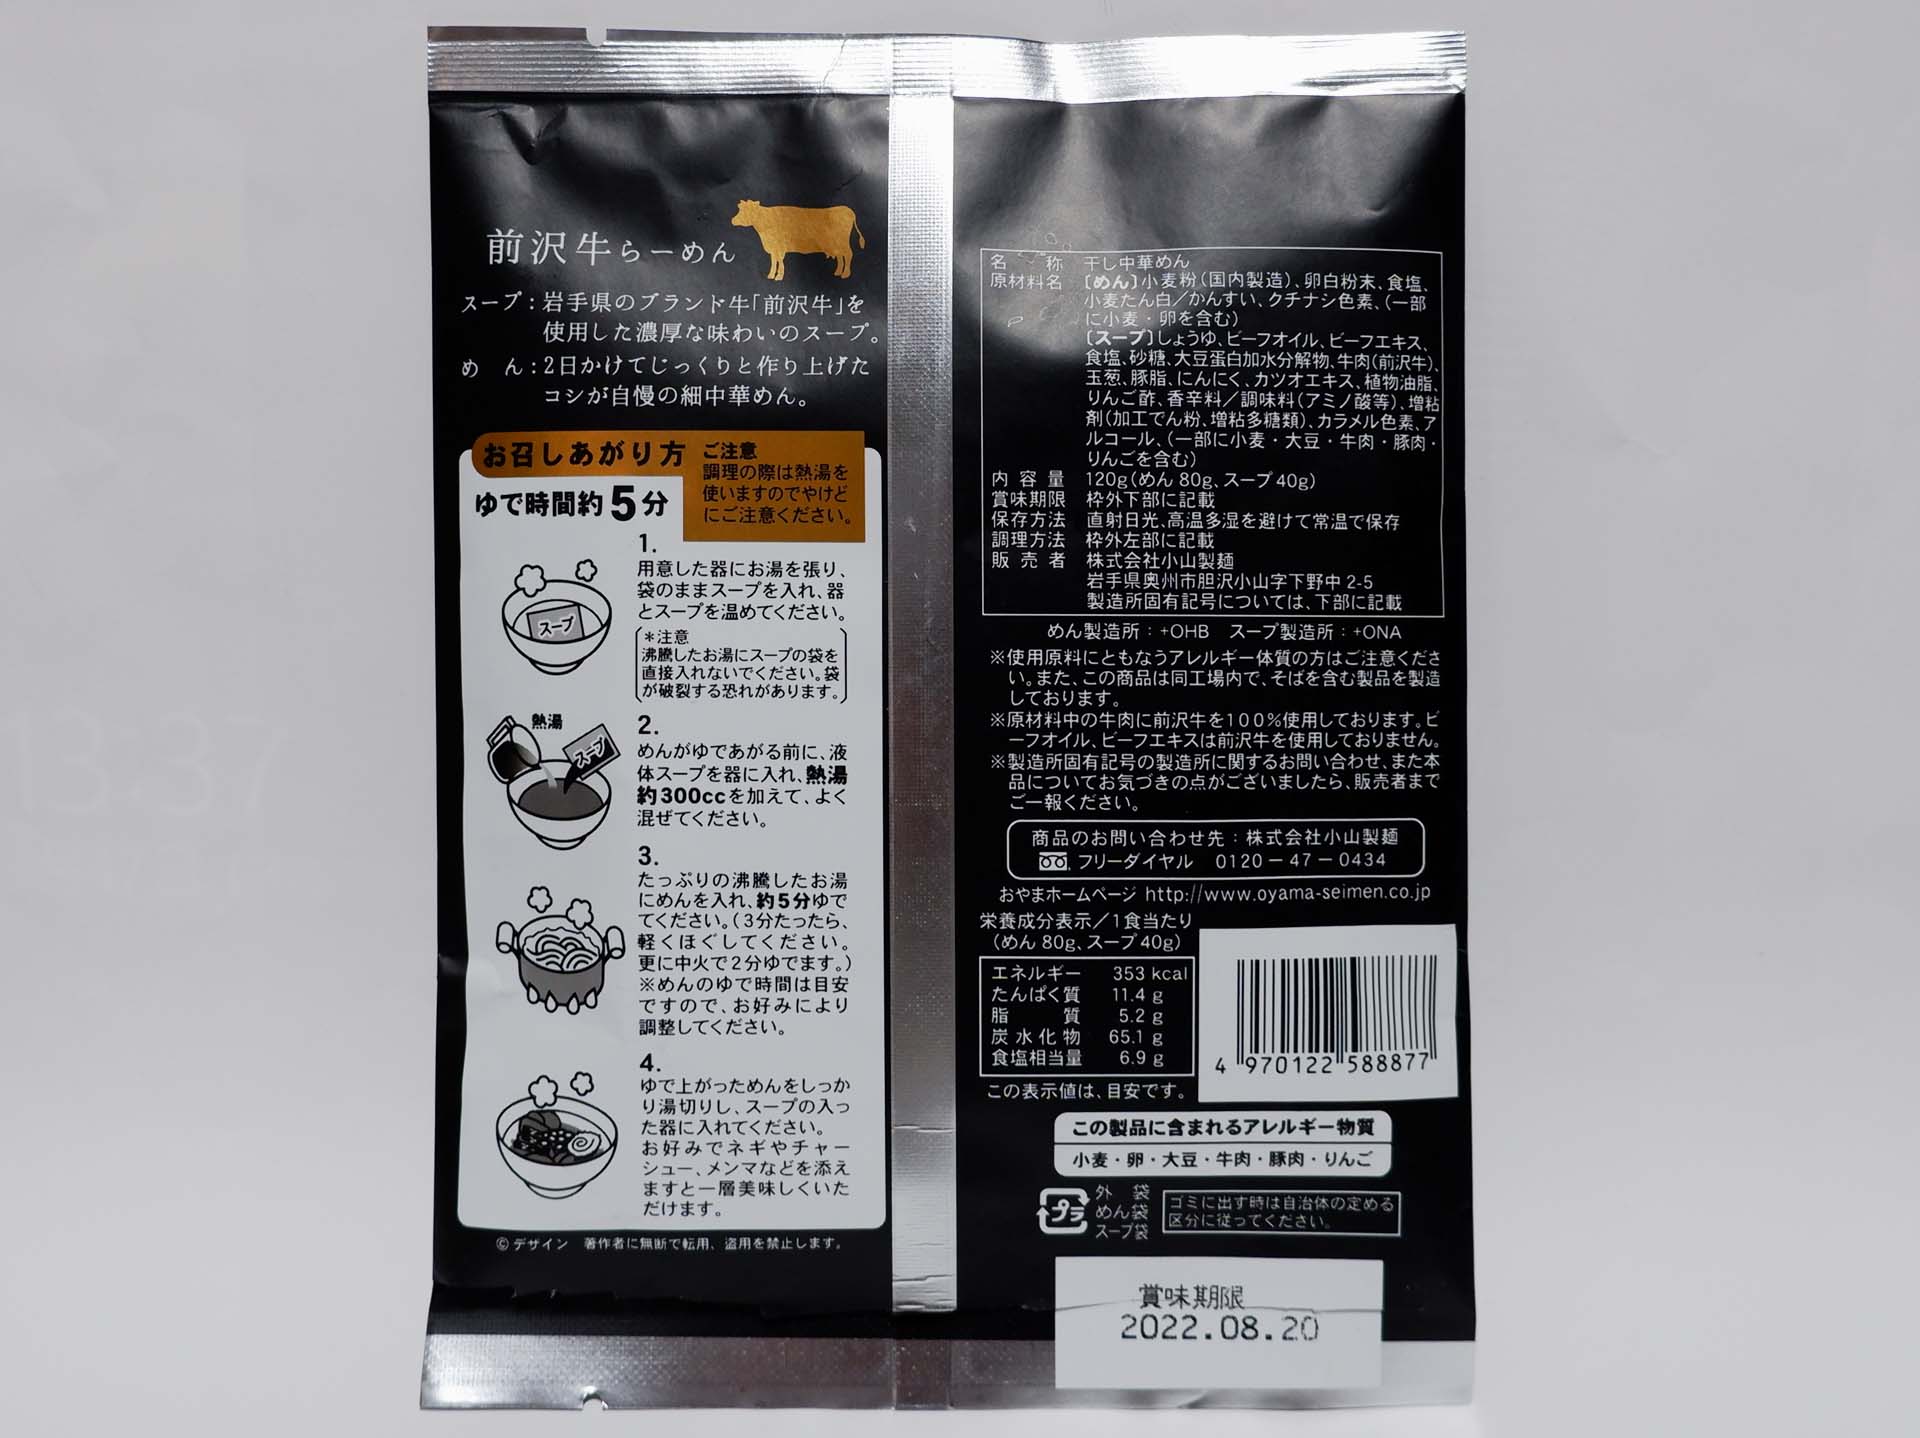 前沢牛らーめん
スープ：岩手県のブランド牛「前沢牛」を
使用した濃厚な味わいのスープ。
めん：2日かけてじっくりと作り上げた
コシが自慢の細中華めん。
お召しあがり方
ゆで時間約5分
ご注意
調理の際は熱湯を
使いますのでやけど
にご注意ください。
1.
用意した器にお湯を張り、
袋のままスープを入れ、器
とスープを温めてください。
＊注意
沸騰したお湯にスープの袋を
直接入れないでください。袋
が破裂する恐れがあります。
スープ
2.
めんがゆであがる前に、液
体スープを器に入れ、熱湯
約300ccを加えて、よく
混ぜてください。
熱湯
スープ
3.
たっぷりの沸騰したお湯
にめんを入れ、約5分ゆで
てください。（3分たったら、
軽くほぐしてください。
更に中火で2分ゆでます。）
※めんのゆで時間は目安
ですので、お好みにより
調整してください。
4.
ゆで上がっためんをしっか
り湯切りし、スープの入っ
た器に入れてください。
お好みでネギやチャー
シュー、メンマなどを添え
ますと一層美味しくいた
だけます。
©デザイン 著作者に無断で転用、盗用を禁止します。
名称 干し中華めん
原材料名 〔めん〕小麦粉（国内製造）、卵白粉末、食塩、
小麦たん白／かんすい、クチナシ色素、（一部
に小麦・卵を含む）
〔スープ〕しょうゆ、ビーフオイル、ビーフエキス、
食塩、砂糖、大豆蛋白加水分解物、牛肉（前沢牛）、
玉葱、豚脂、にんにく、カツオエキス、植物油脂、
りんご酢、香辛料／調味料（アミノ酸等）、増粘
剤（加工でん粉、増粘多糖類）、カラメル色素、ア
ルコール、（一部に小麦・大豆・牛肉・豚肉・
りんごを含む）
内容量 120g（めん 80g、スープ 40g）
賞味期限 枠外下部に記載
保存方法 直射日光、高温多湿を避けて常温で保存
調理方法 枠外左部に記載
販売者 株式会社小山製麺
岩手県奥州市胆沢小山字下野中 2-5
製造所固有記号については、下部に記載
めん製造所：+OHB スープ製造所：+ONA
※使用原料にともなうアレルギー体質の方はご注意くださ
い。また、この商品は同工場内で、そばを含む製品を製造
しております。
※原材料中の牛肉に前沢牛を100％使用しております。ビ
ーフオイル、ビーフエキスは前沢牛を使用しておりません。
※製造所固有記号の製造所に関するお問い合わせ、また本
品についてお気づきの点がございましたら、販売者まで
ご一報ください。
商品のお問い合わせ先：株式会社小山製麺
フリーダイヤル 0120－47－0434
おやまホームページ http://www.oyama-seimen.co.jp
栄養成分表示／1食当たり
（めん 80g、スープ 40g）
エネルギー 353 kcal
たんぱく質 11.4 g
脂質 5.2 g
炭水化物 65.1 g
食塩相当量 6.9 g
この表示値は、目安です。
4 970122 588877
この製品に含まれるアレルギー物質
小麦・卵・大豆・牛肉・豚肉・りんご
プラ
外袋
めん袋
スープ袋
ゴミに出す時は自治体の定める
区分に従ってください。
賞味期限
2022.08.20